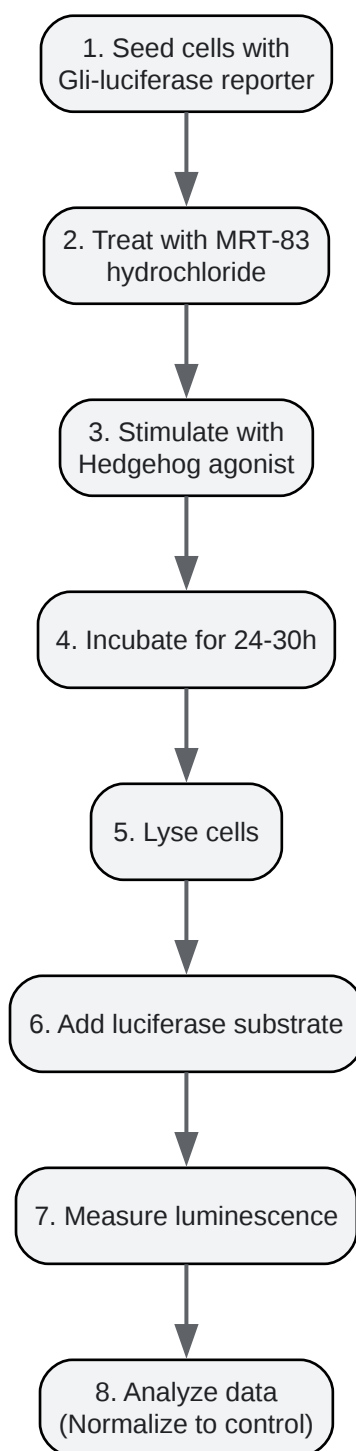 1. Seed cells with
Gli-luciferase reporter
2. Treat with MRT-83
hydrochloride
3. Stimulate with
Hedgehog agonist
4. Incubate for 24-30h
5. Lyse cells
6. Add luciferase substrate
7. Measure luminescence
8. Analyze data
(Normalize to control)